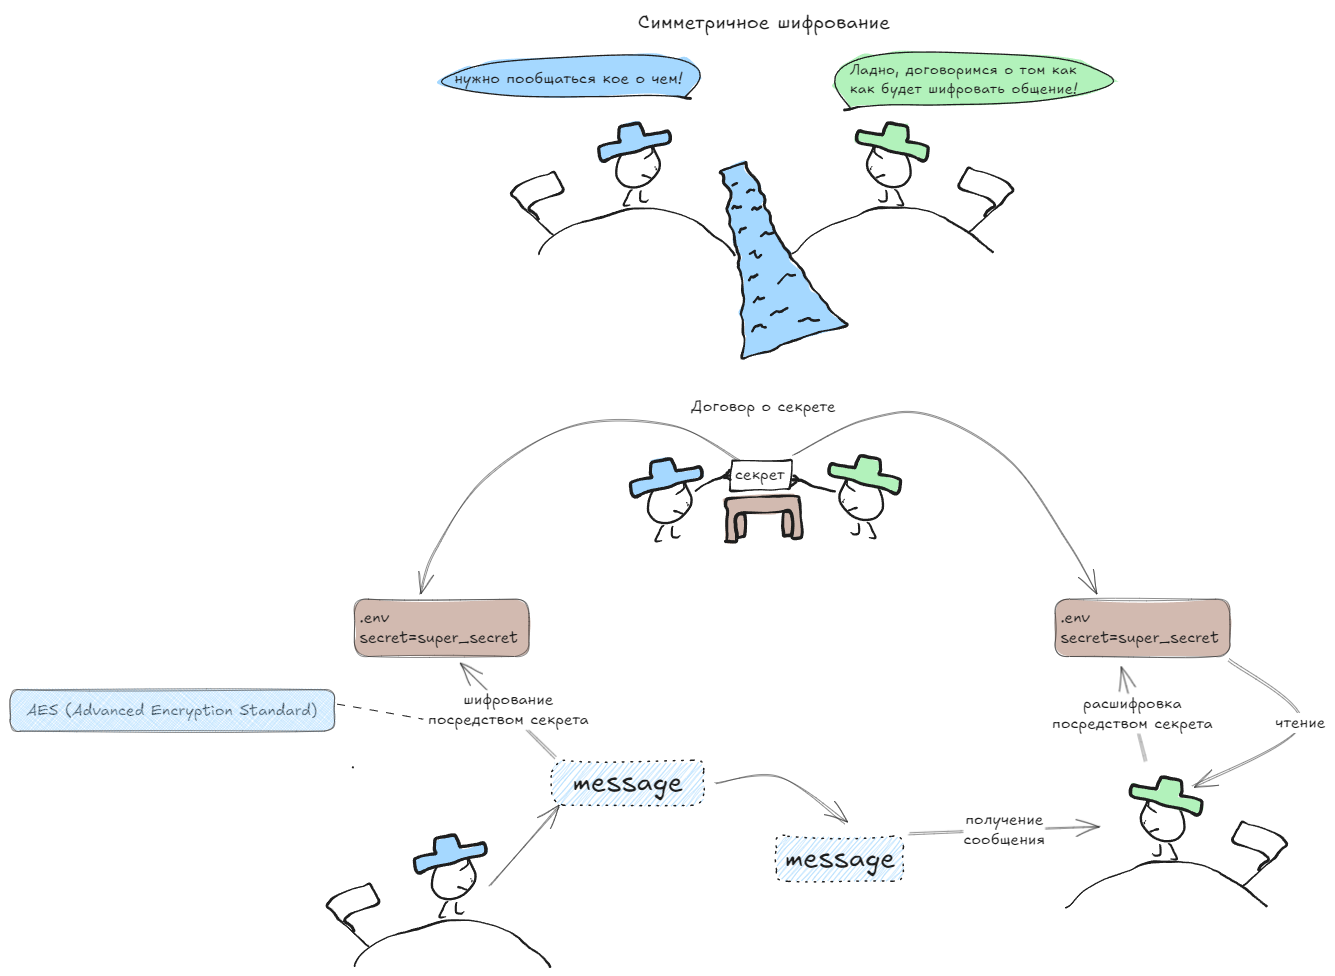 Симметричное шифрование
нужно пообщаться кое о чем!
Ладно, договоримся о том как
как будет шифровать общение!
Договор о секрете
секрет
.env
secret=super_secret
.env
secret=super_secret
AES (Advanced Encryption Standard)
шифрование
посредством секрета
расшифровка
посредством секрета
чтение
message
message
получение
сообщения